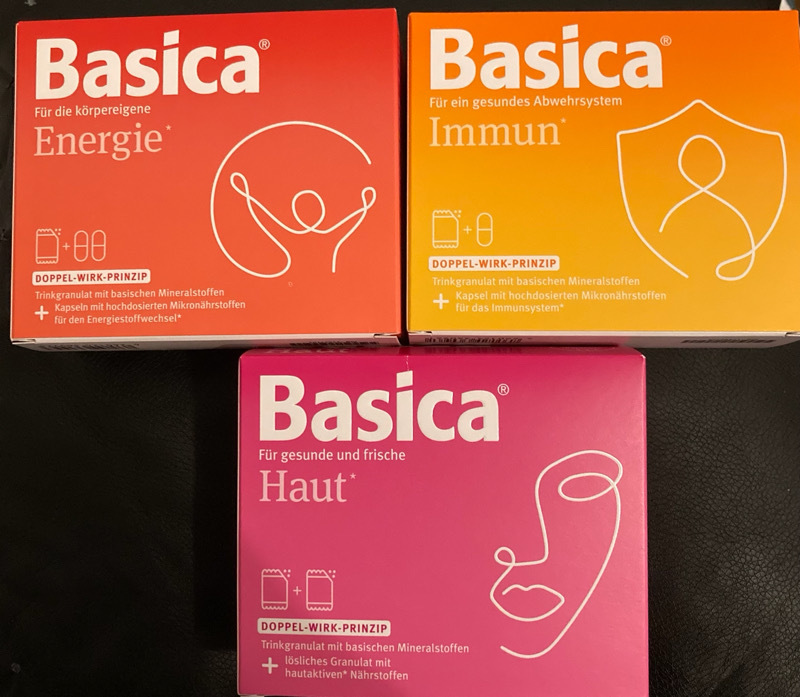 Basica®
Für die körpereigene
Energie*
DOPPEL-WIRK-PRINZIP
Trinkgranulat mit basischen Mineralstoffen
+ Kapseln mit hochdosierten Mikronährstoffen
für den Energiestoffwechsel*
Basica®
Für ein gesundes Abwehrsystem
Immun*
DOPPEL-WIRK-PRINZIP
Trinkgranulat mit basischen Mineralstoffen
+ Kapsel mit hochdosierten Mikronährstoffen
für das Immunsystem*
Basica®
Für gesunde und frische
Haut*
DOPPEL-WIRK-PRINZIP
Trinkgranulat mit basischen Mineralstoffen
+ lösliches Granulat mit
hautaktiven* Nährstoffen